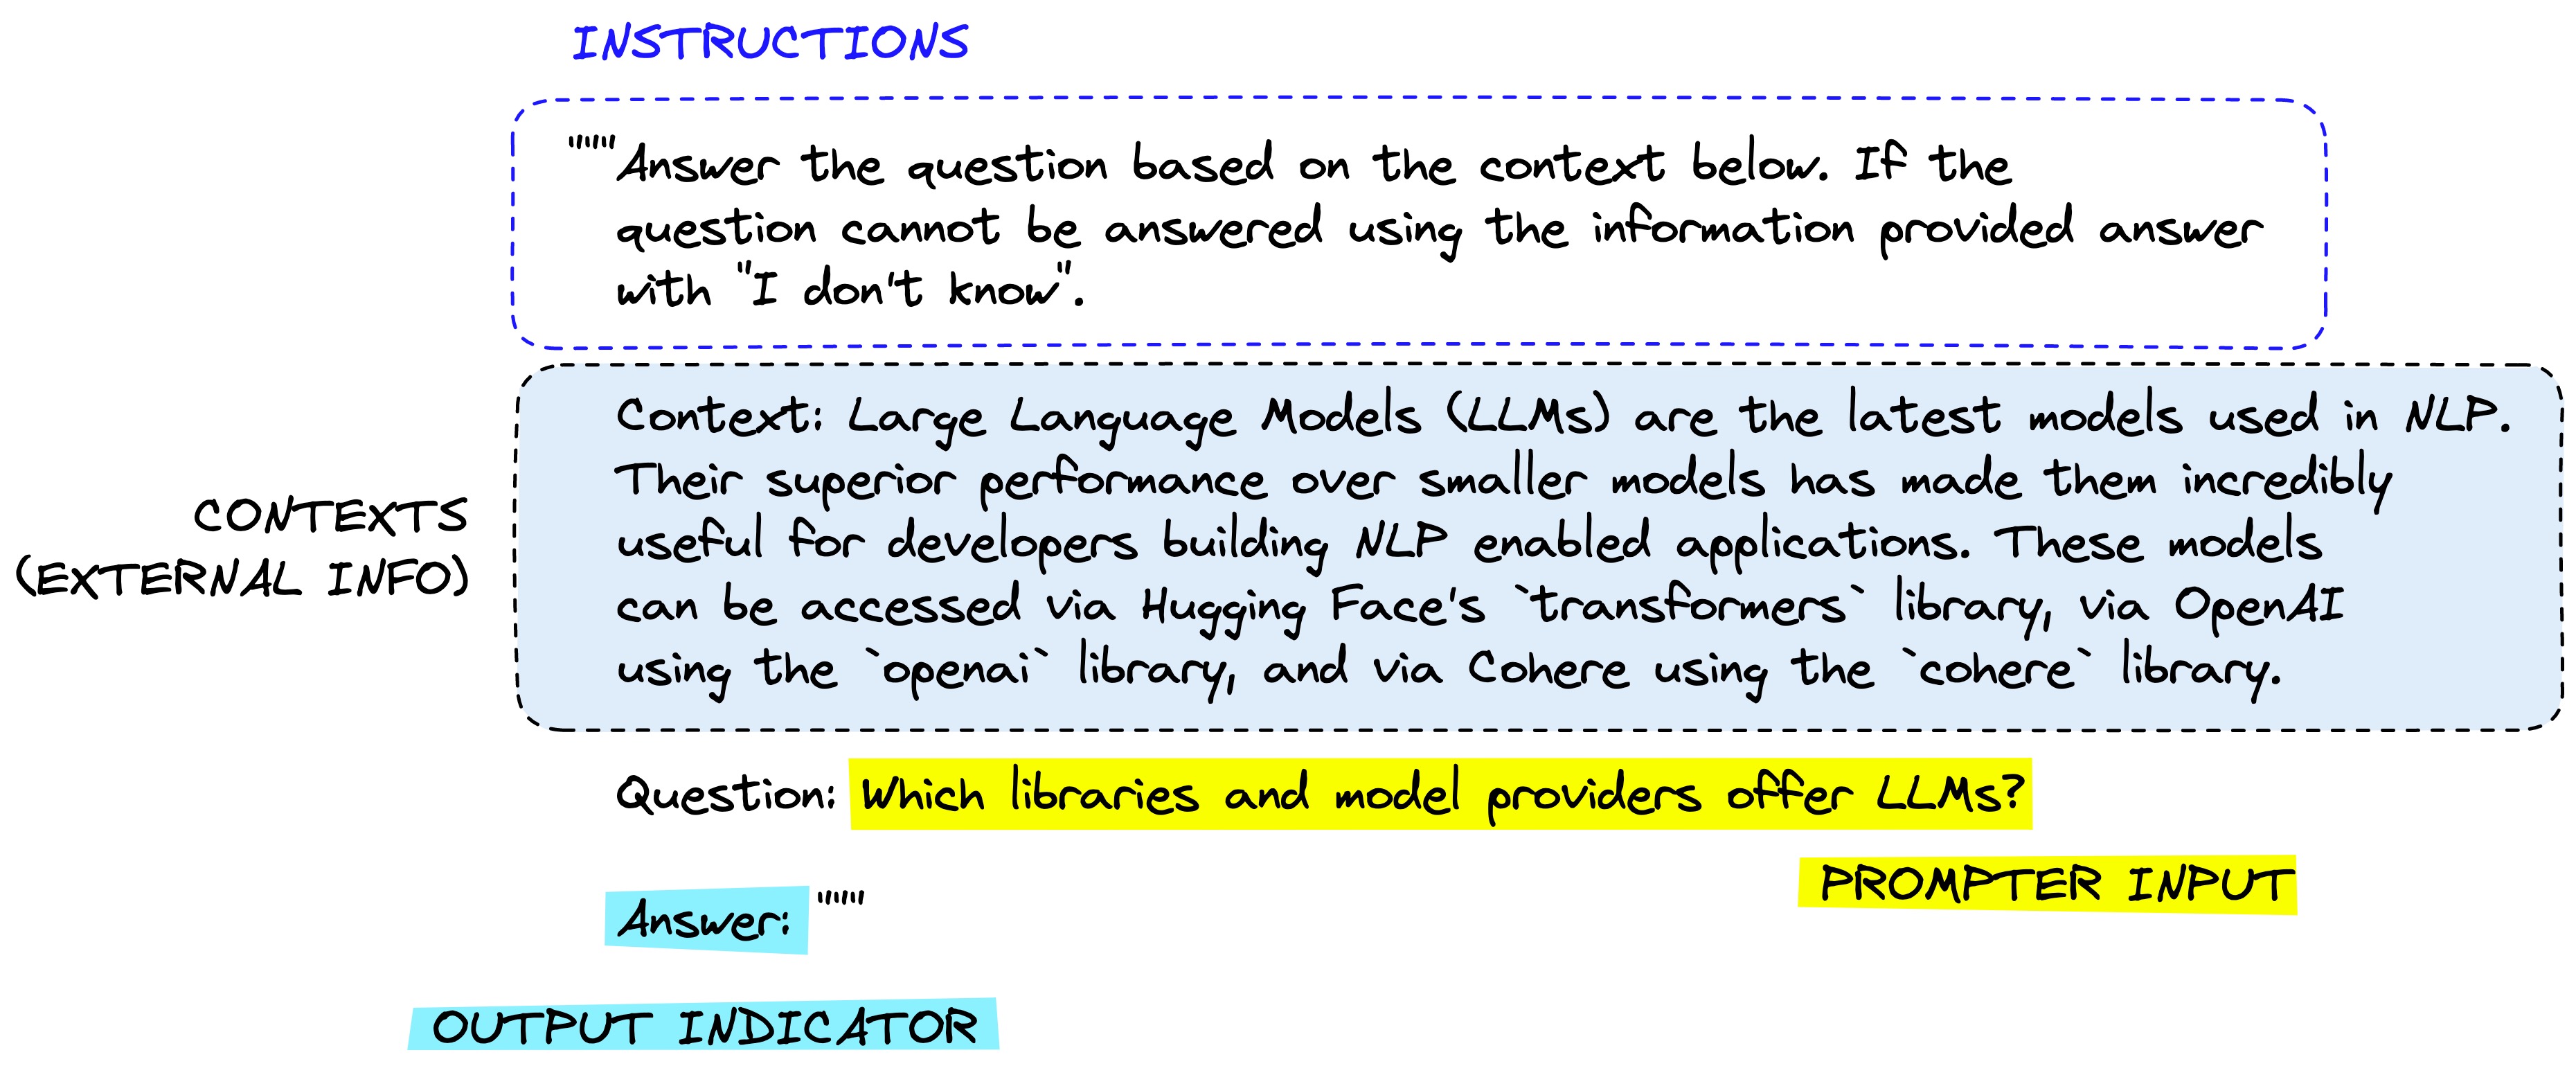 INSTRUCTIONS
"""Answer the question based on the context below. If the
question cannot be answered using the information provided answer
with "I don't know".
Context: Large Language Models (LLMs) are the latest models used in NLP.
Their superior performance over smaller models has made them incredibly
useful for developers building NLP enabled applications. These models
can be accessed via Hugging Face's `transformers` library, via OpenAI
using the `openai` library, and via Cohere using the `cohere` library.
CONTEXTS
(EXTERNAL INFO)
Question: Which libraries and model providers offer LLMs?
PROMPTER INPUT
Answer: """
OUTPUT INDICATOR